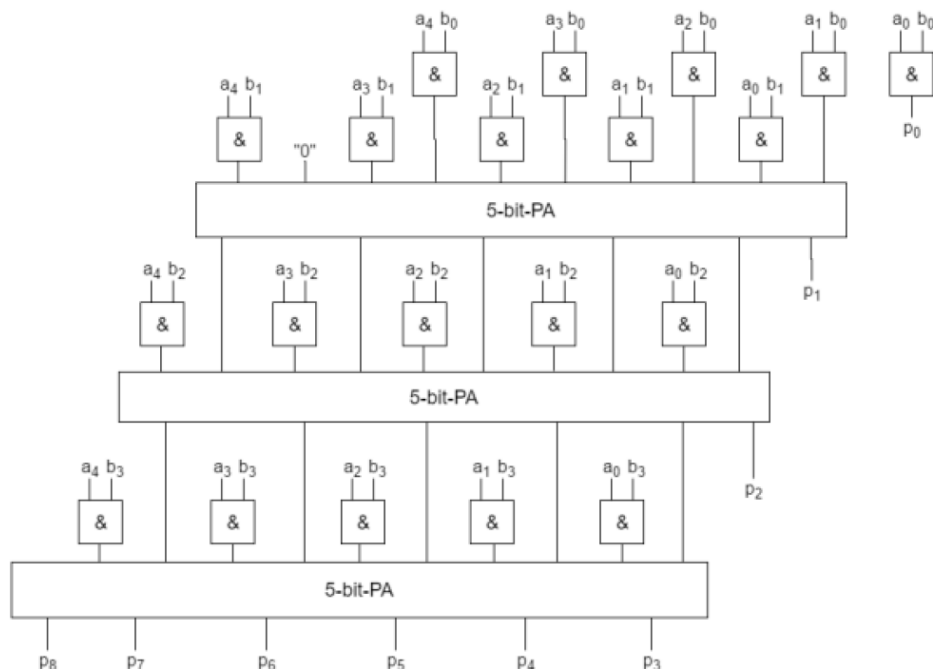 a₄ b₀ a₃ b₀ a₂ b₀ a₁ b₀ a₀ b₀
& & & & &
a₄ b₁ a₃ b₁ a₂ b₁ a₁ b₁ a₀ b₁
& "0" & & & & p₀
5-bit-PA
a₄ b₂ a₃ b₂ a₂ b₂ a₁ b₂ a₀ b₂ p₁
& & & & &
5-bit-PA
a₄ b₃ a₃ b₃ a₂ b₃ a₁ b₃ a₀ b₃ p₂
& & & & &
5-bit-PA
p₈ p₇ p₆ p₅ p₄ p₃